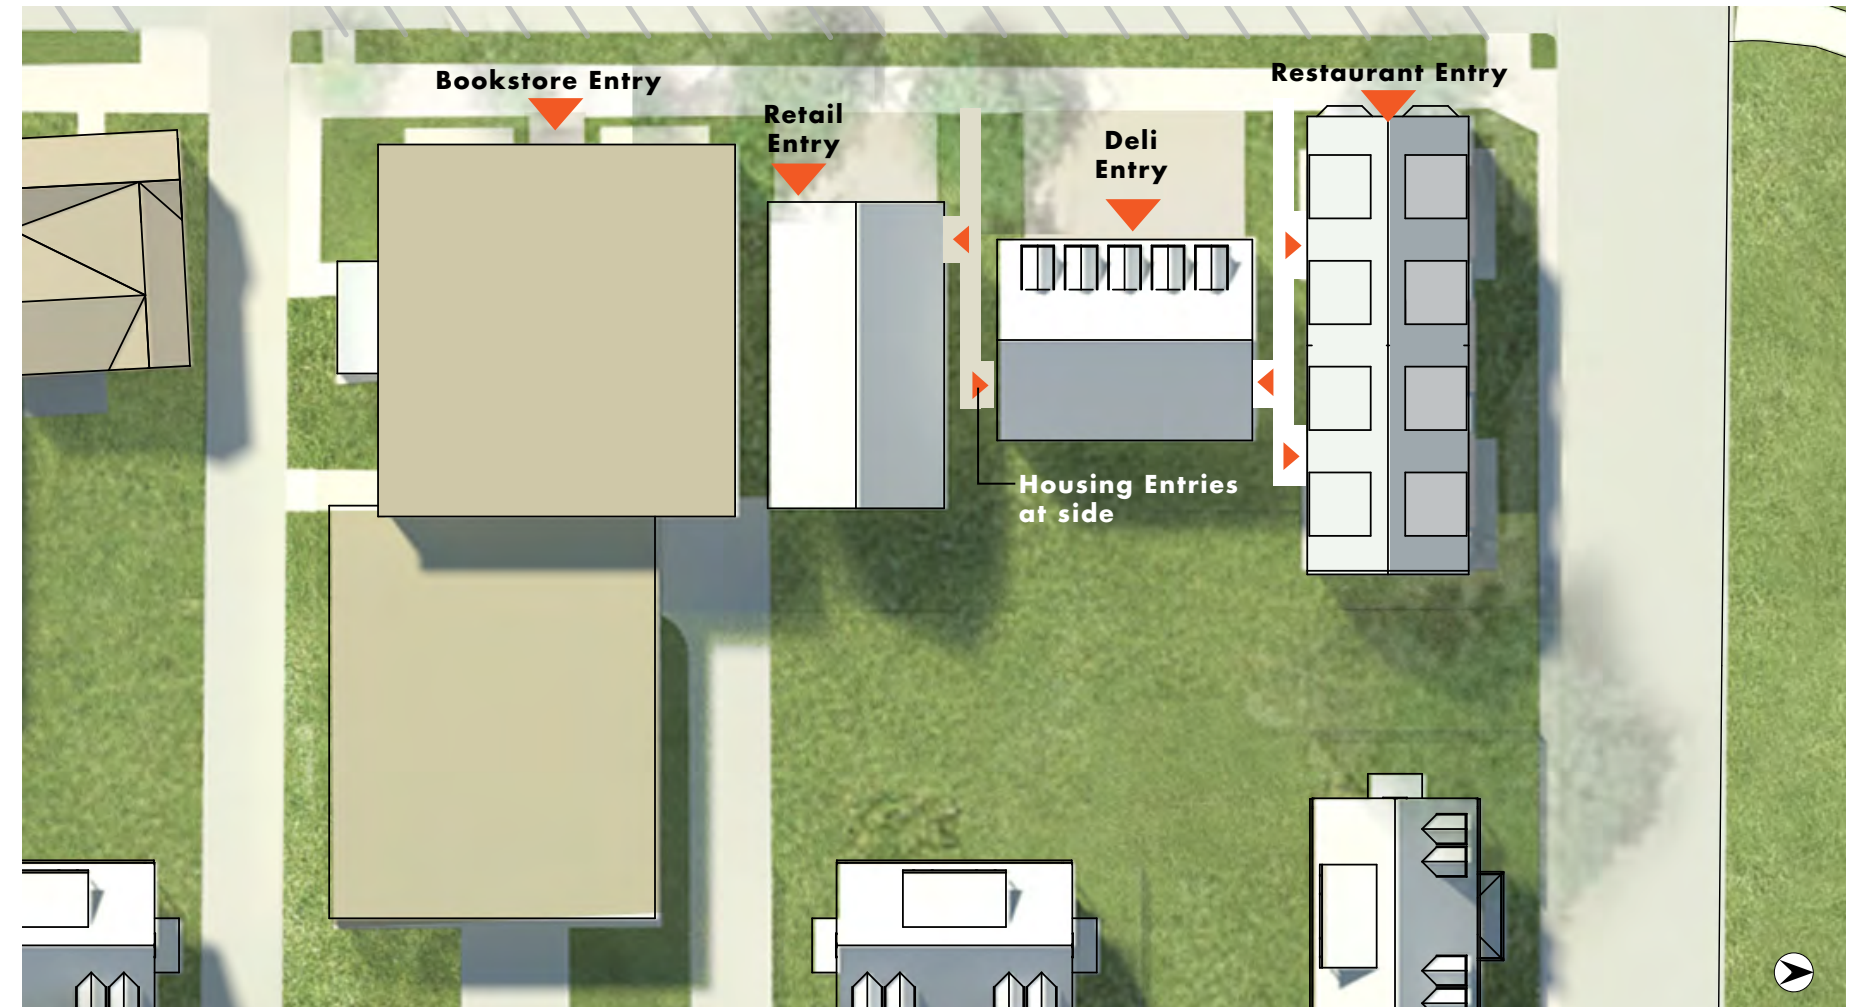 Bookstore Entry
Retail
Entry
Deli
Entry
Restaurant Entry
Housing Entries
at side